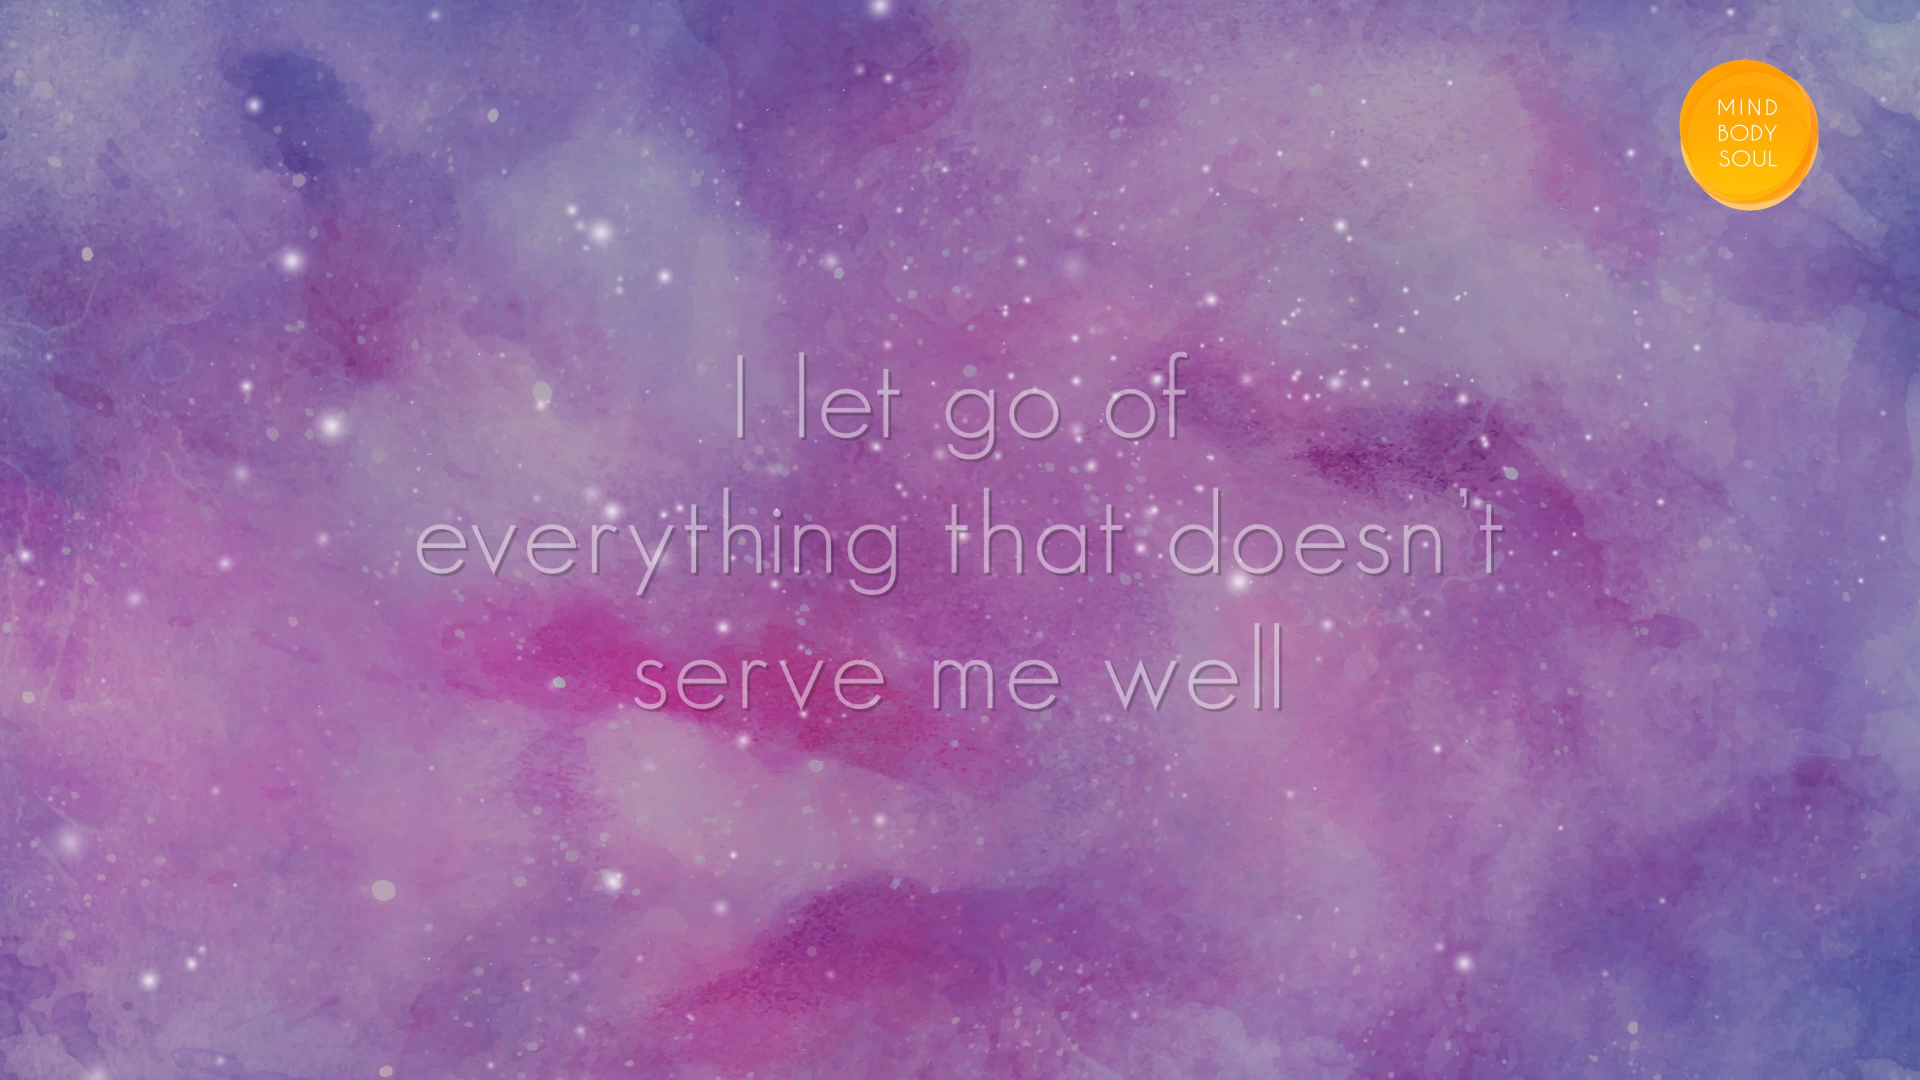 MIND
BODY
SOUL
I let go of
everything that doesn't
serve me well